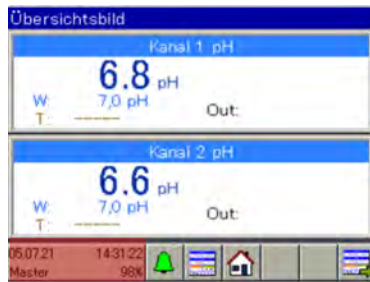 Übersichtsbild
Kanal 1 pH
6.8 pH
W: 7,0 pH
T: -----
Out:
Kanal 2 pH
6.6 pH
W: 7,0 pH
T: -----
Out:
05.07.21 14:31:22
Master 98%